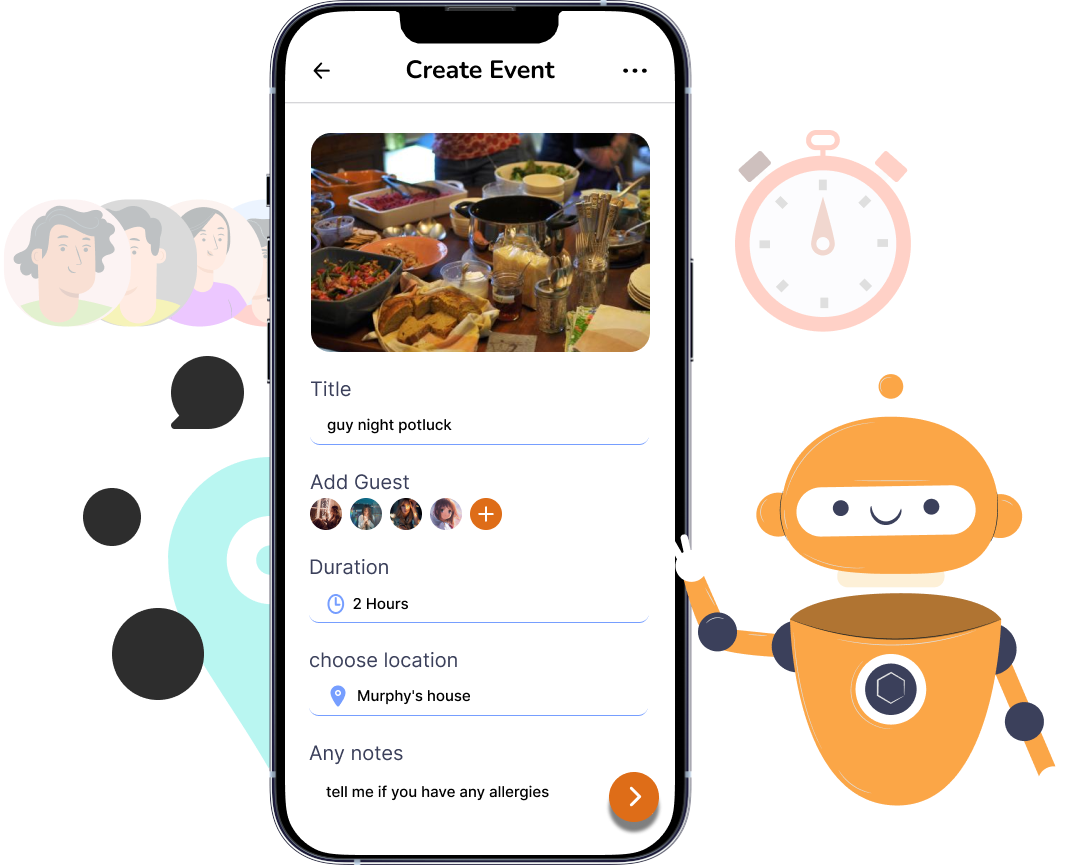 Create Event
Title
guy night potluck
Add Guest
Duration
2 Hours
choose location
Murphy's house
Any notes
tell me if you have any allergies